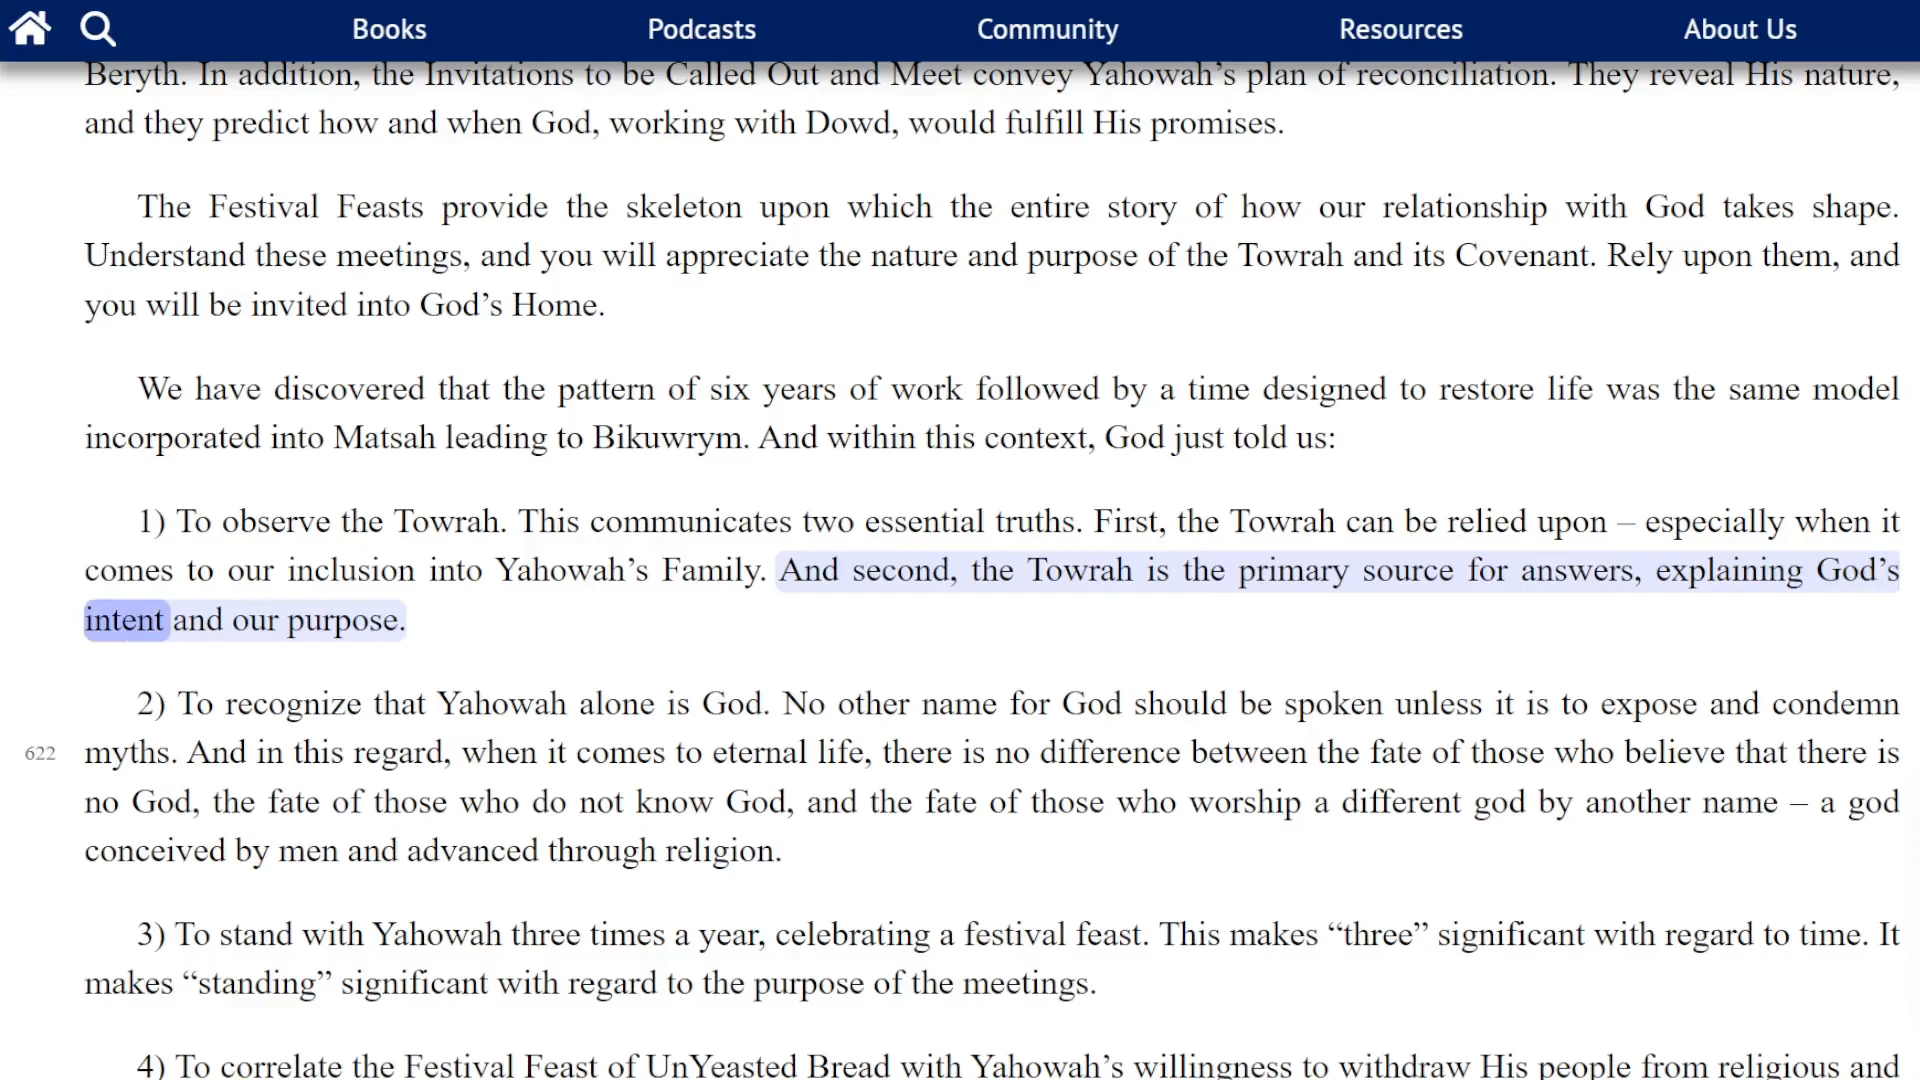 Books Podcasts Community Resources About Us
Beryth. In addition, the Invitations to be Called Out and Meet convey Yahowah’s plan of reconciliation. They reveal His nature,
and they predict how and when God, working with Dowd, would fulfill His promises.
The Festival Feasts provide the skeleton upon which the entire story of how our relationship with God takes shape.
Understand these meetings, and you will appreciate the nature and purpose of the Towrah and its Covenant. Rely upon them, and
you will be invited into God’s Home.
We have discovered that the pattern of six years of work followed by a time designed to restore life was the same model
incorporated into Matsah leading to Bikuwrym. And within this context, God just told us:
1) To observe the Towrah. This communicates two essential truths. First, the Towrah can be relied upon – especially when it
comes to our inclusion into Yahowah’s Family. And second, the Towrah is the primary source for answers, explaining God’s
intent and our purpose.
2) To recognize that Yahowah alone is God. No other name for God should be spoken unless it is to expose and condemn
622 myths. And in this regard, when it comes to eternal life, there is no difference between the fate of those who believe that there is
no God, the fate of those who do not know God, and the fate of those who worship a different god by another name – a god
conceived by men and advanced through religion.
3) To stand with Yahowah three times a year, celebrating a festival feast. This makes “three” significant with regard to time. It
makes “standing” significant with regard to the purpose of the meetings.
4) To correlate the Festival Feast of UnYeasted Bread with Yahowah’s willingness to withdraw His people from religious and